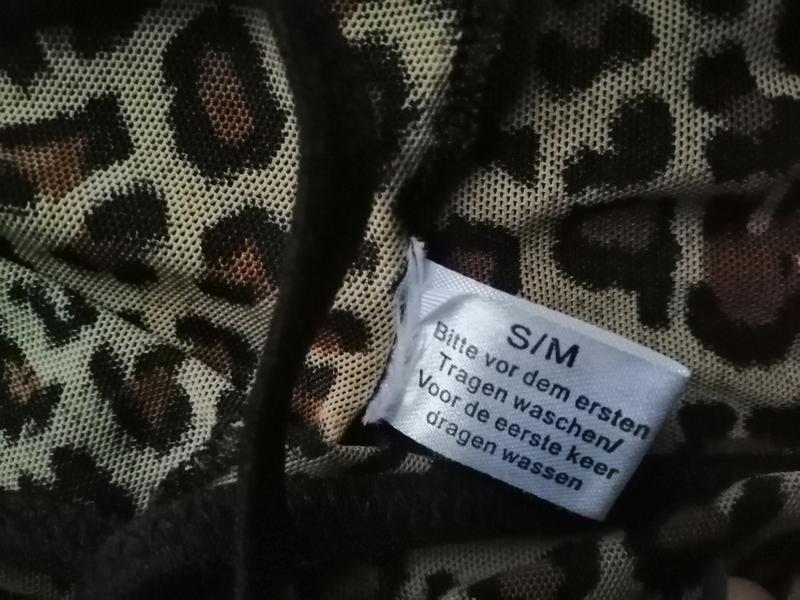 S/M
Bitte vor dem ersten
Tragen waschen/
Voor de eerste keer
dragen wassen